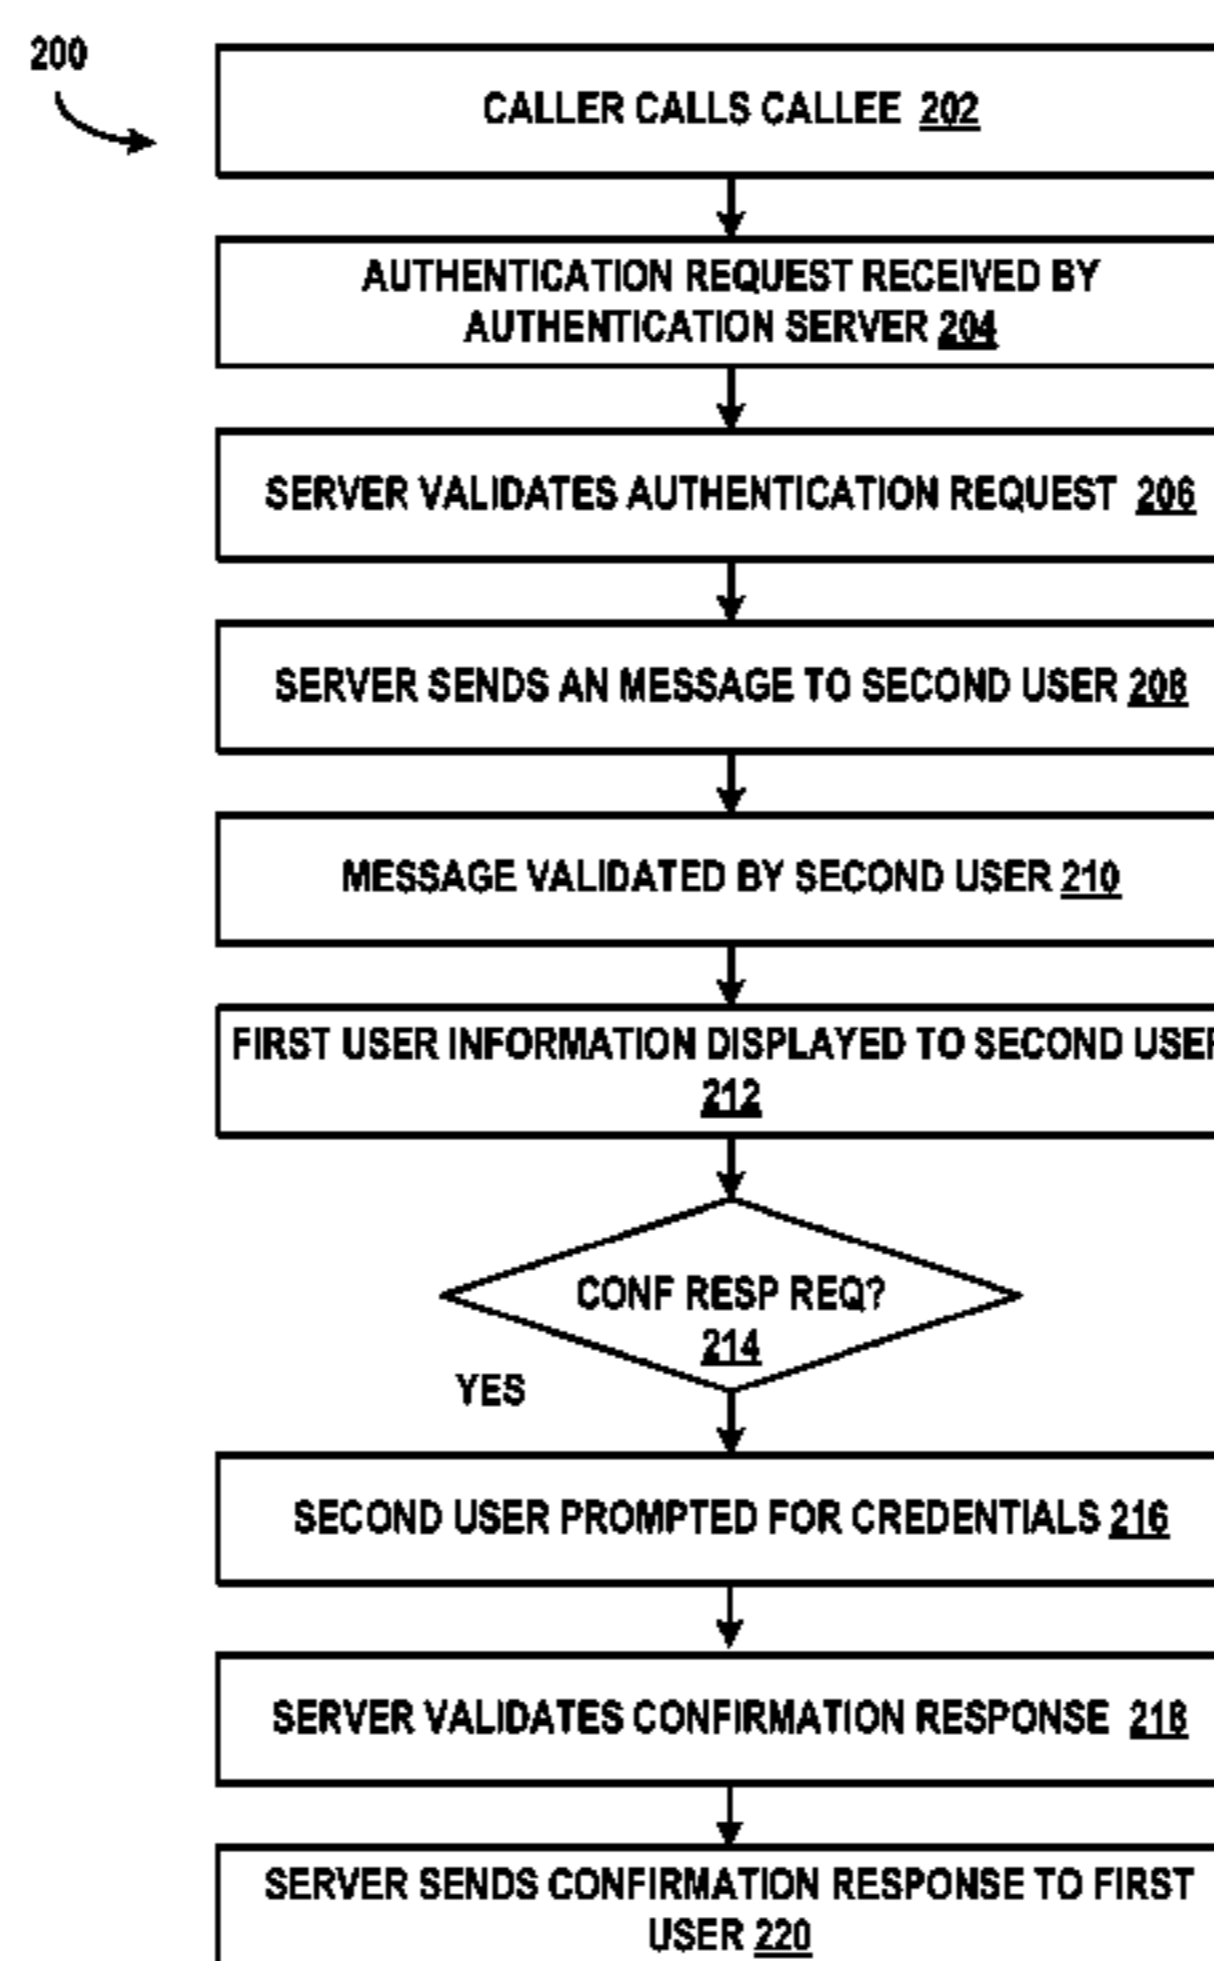 200
CALLER CALLS CALLEE 202
AUTHENTICATION REQUEST RECEIVED BY
AUTHENTICATION SERVER 204
SERVER VALIDATES AUTHENTICATION REQUEST 206
SERVER SENDS AN MESSAGE TO SECOND USER 208
MESSAGE VALIDATED BY SECOND USER 210
FIRST USER INFORMATION DISPLAYED TO SECOND USER
212
CONF RESP REQ?
214
YES
SECOND USER PROMPTED FOR CREDENTIALS 216
SERVER VALIDATES CONFIRMATION RESPONSE 218
SERVER SENDS CONFIRMATION RESPONSE TO FIRST
USER 220